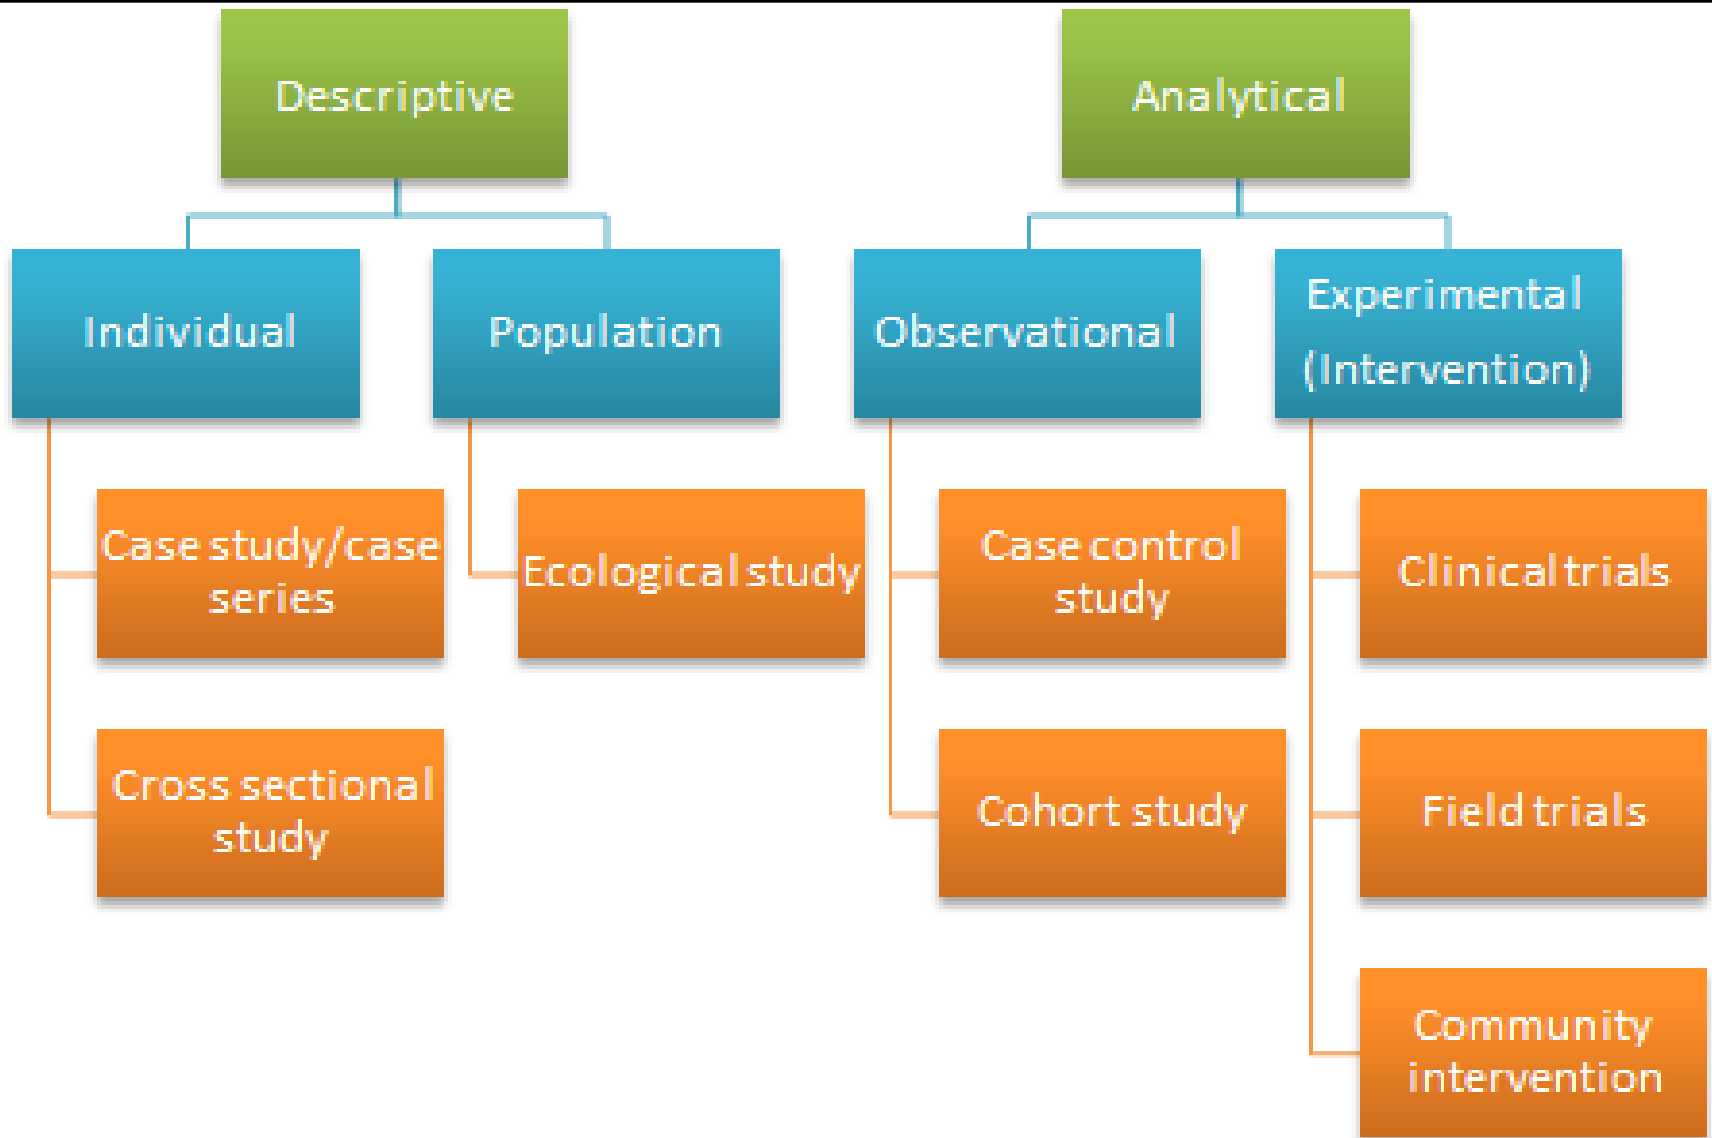 Descriptive
Analytical
Individual
Population
Observational
Experimental
(Intervention)
Case study/case
series
Ecological study
Case control
study
Clinical trials
Cross sectional
study
Cohort study
Field trials
Community
intervention